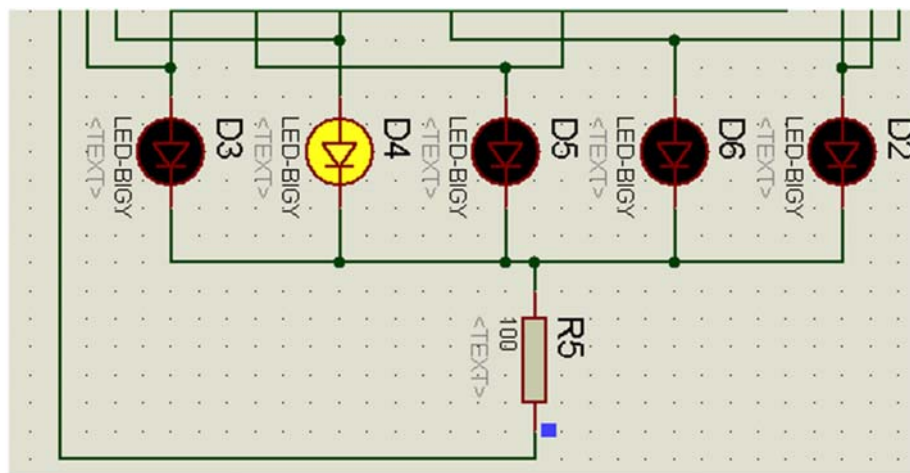 D3
LED-BIGY
<TEXT>
D4
LED-BIGY
<TEXT>
D5
LED-BIGY
<TEXT>
D6
LED-BIGY
<TEXT>
D2
LED-BIGY
<TEXT>
R5
100
<TEXT>